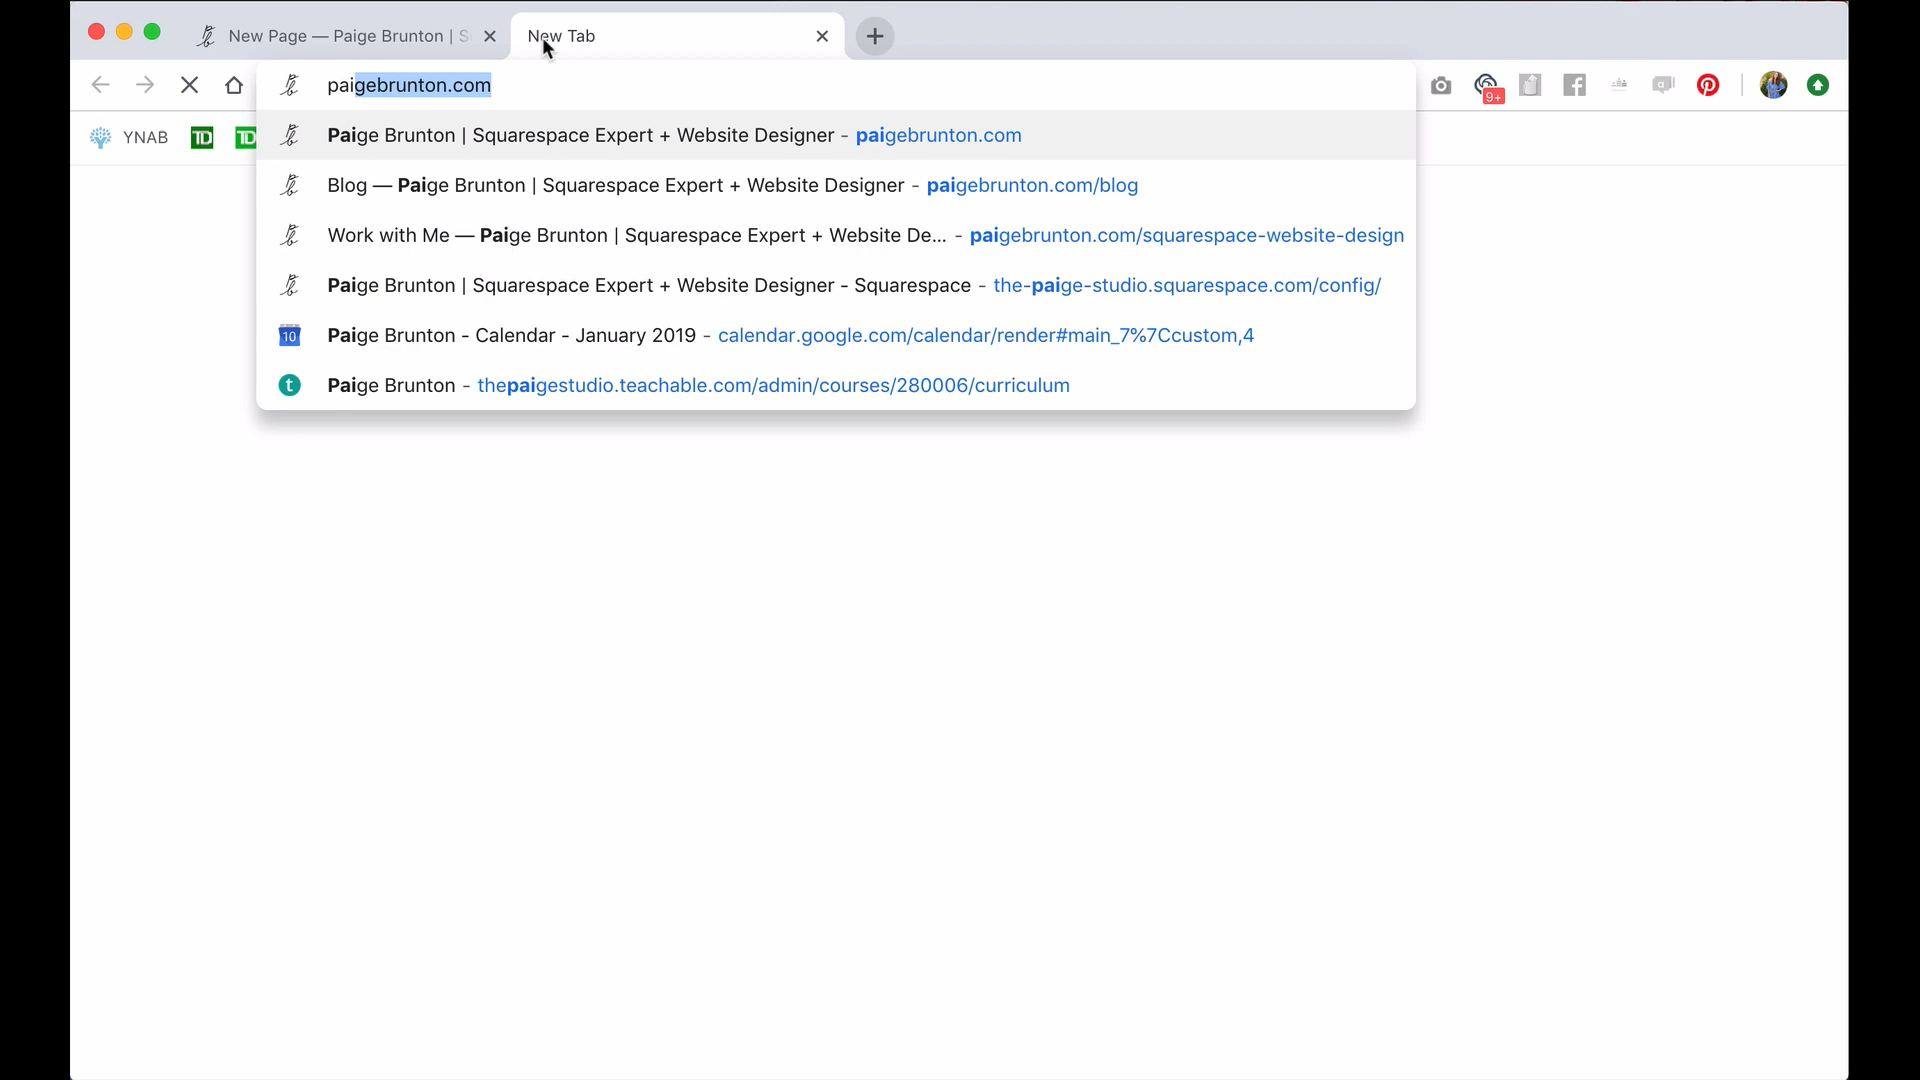 New Page — Paige Brunton | S
New Tab
paigebrunton.com
9+
YNAB
TD
TD
Paige Brunton | Squarespace Expert + Website Designer - paigebrunton.com
Blog — Paige Brunton | Squarespace Expert + Website Designer - paigebrunton.com/blog
Work with Me — Paige Brunton | Squarespace Expert + Website De... - paigebrunton.com/squarespace-website-design
Paige Brunton | Squarespace Expert + Website Designer - Squarespace - the-paige-studio.squarespace.com/config/
10
Paige Brunton - Calendar - January 2019 - calendar.google.com/calendar/render#main_7%7Ccustom,4
t
Paige Brunton - thepaigestudio.teachable.com/admin/courses/280006/curriculum